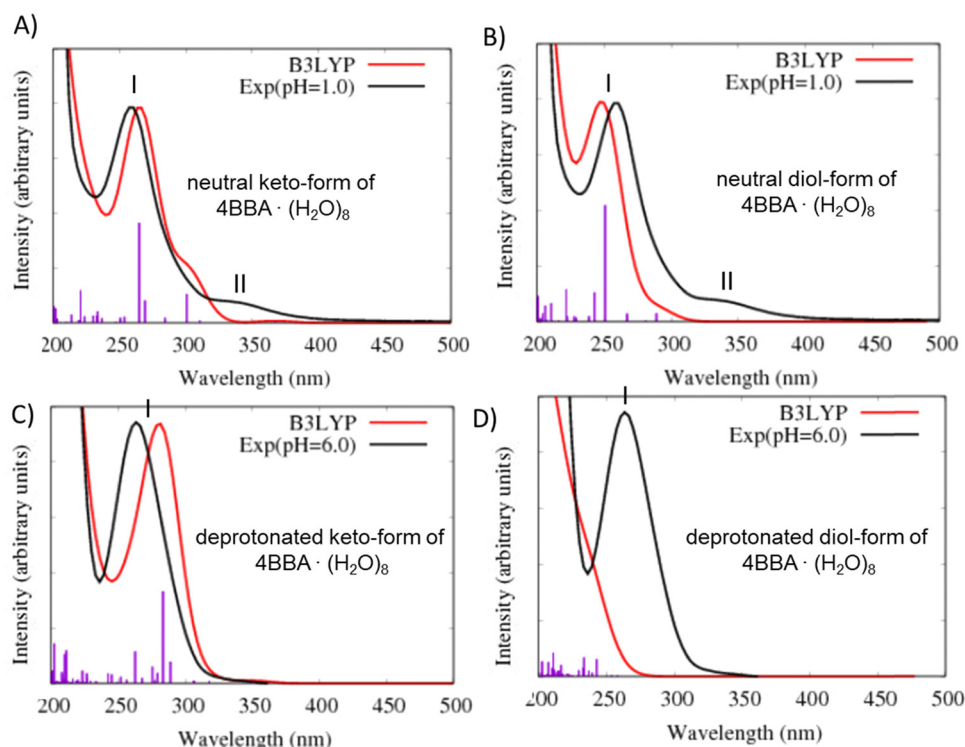 A)
I
B3LYP
Exp(pH=1.0)
neutral keto-form of
4BBA · (H₂O)₈
II
Intensity (arbitrary units)
200 250 300 350 400 450 500
Wavelength (nm)
B)
I
B3LYP
Exp(pH=1.0)
neutral diol-form of
4BBA · (H₂O)₈
II
Intensity (arbitrary units)
200 250 300 350 400 450 500
Wavelength (nm)
C)
I
B3LYP
Exp(pH=6.0)
deprotonated keto-form of
4BBA · (H₂O)₈
Intensity (arbitrary units)
200 250 300 350 400 450 500
Wavelength (nm)
D)
I
B3LYP
Exp(pH=6.0)
deprotonated diol-form of
4BBA · (H₂O)₈
Intensity (arbitrary units)
200 250 300 350 400 450 500
Wavelength (nm)